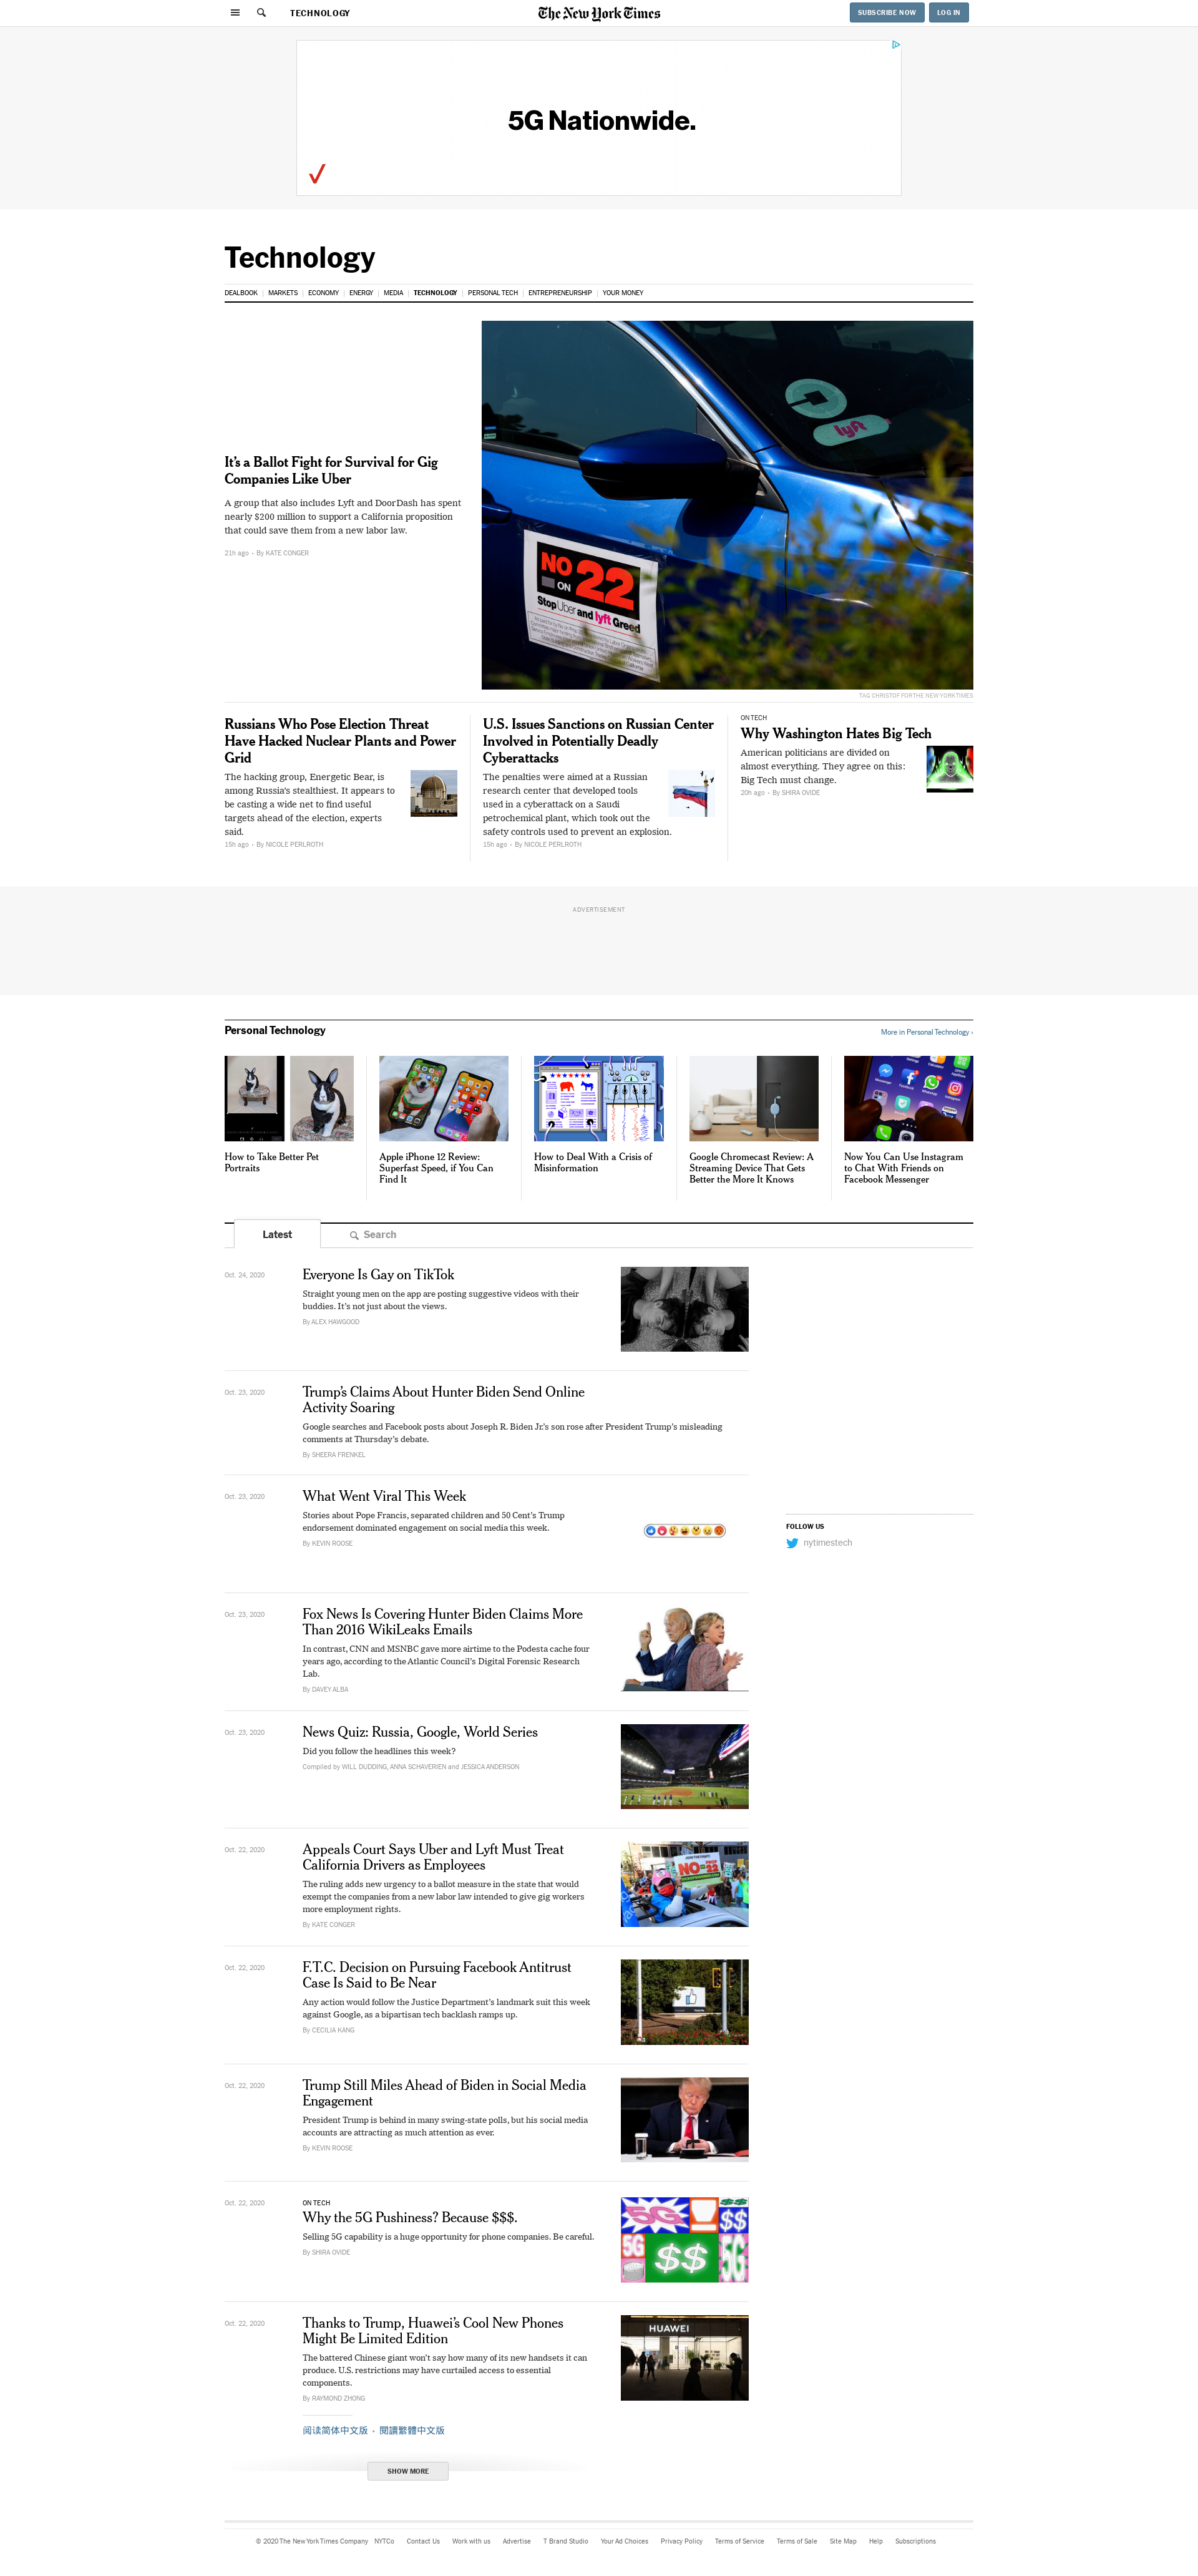 TECHNOLOGY
The New York Times
SUBSCRIBE NOW
LOG IN
5G Nationwide.
Technology
DEALBOOK
MARKETS
ECONOMY
ENERGY
MEDIA
TECHNOLOGY
PERSONAL TECH
ENTREPRENEURSHIP
YOUR MONEY
It’s a Ballot Fight for Survival for Gig
Companies Like Uber
A group that also includes Lyft and DoorDash has spent
nearly $200 million to support a California proposition
that could save them from a new labor law.
21h ago • By KATE CONGER
lyft
NO
ON 22
Stop Uber and lyft Greed
TAG CHRISTOF FOR THE NEW YORK TIMES
Russians Who Pose Election Threat
Have Hacked Nuclear Plants and Power
Grid
The hacking group, Energetic Bear, is
among Russia’s stealthiest. It appears to
be casting a wide net to find useful
targets ahead of the election, experts
said.
15h ago • By NICOLE PERLROTH
U.S. Issues Sanctions on Russian Center
Involved in Potentially Deadly
Cyberattacks
The penalties were aimed at a Russian
research center that developed tools
used in a cyberattack on a Saudi
petrochemical plant, which took out the
safety controls used to prevent an explosion.
15h ago • By NICOLE PERLROTH
ON TECH
Why Washington Hates Big Tech
American politicians are divided on
almost everything. They agree on this:
Big Tech must change.
20h ago • By SHIRA OVIDE
ADVERTISEMENT
Personal Technology
More in Personal Technology ›
How to Take Better Pet
Portraits
Apple iPhone 12 Review:
Superfast Speed, if You Can
Find It
How to Deal With a Crisis of
Misinformation
Google Chromecast Review: A
Streaming Device That Gets
Better the More It Knows
Now You Can Use Instagram
to Chat With Friends on
Facebook Messenger
Latest
Search
Oct. 24, 2020
Everyone Is Gay on TikTok
Straight young men on the app are posting suggestive videos with their
buddies. It’s not just about the views.
By ALEX HAWGOOD
Oct. 23, 2020
Trump’s Claims About Hunter Biden Send Online
Activity Soaring
Google searches and Facebook posts about Joseph R. Biden Jr.’s son rose after President Trump’s misleading
comments at Thursday’s debate.
By SHEERA FRENKEL
Oct. 23, 2020
What Went Viral This Week
Stories about Pope Francis, separated children and 50 Cent’s Trump
endorsement dominated engagement on social media this week.
By KEVIN ROOSE
FOLLOW US
nytimestech
Oct. 23, 2020
Fox News Is Covering Hunter Biden Claims More
Than 2016 WikiLeaks Emails
In contrast, CNN and MSNBC gave more airtime to the Podesta cache four
years ago, according to the Atlantic Council’s Digital Forensic Research
Lab.
By DAVEY ALBA
Oct. 23, 2020
News Quiz: Russia, Google, World Series
Did you follow the headlines this week?
Compiled by WILL DUDDING, ANNA SCHAVERIEN and JESSICA ANDERSON
Oct. 22, 2020
Appeals Court Says Uber and Lyft Must Treat
California Drivers as Employees
The ruling adds new urgency to a ballot measure in the state that would
exempt the companies from a new labor law intended to give gig workers
more employment rights.
By KATE CONGER
NO 22
Oct. 22, 2020
F.T.C. Decision on Pursuing Facebook Antitrust
Case Is Said to Be Near
Any action would follow the Justice Department’s landmark suit this week
against Google, as a bipartisan tech backlash ramps up.
By CECILIA KANG
Oct. 22, 2020
Trump Still Miles Ahead of Biden in Social Media
Engagement
President Trump is behind in many swing-state polls, but his social media
accounts are attracting as much attention as ever.
By KEVIN ROOSE
Oct. 22, 2020
ON TECH
Why the 5G Pushiness? Because $$$.
Selling 5G capability is a huge opportunity for phone companies. Be careful.
By SHIRA OVIDE
5G $$
5G $$ 5G
Oct. 22, 2020
Thanks to Trump, Huawei’s Cool New Phones
Might Be Limited Edition
The battered Chinese giant won’t say how many of its new handsets it can
produce. U.S. restrictions may have curtailed access to essential
components.
By RAYMOND ZHONG
HUAWEI
阅读简体中文版 • 閱讀繁體中文版
SHOW MORE
© 2020 The New York Times Company
NYTCo
Contact Us
Work with us
Advertise
T Brand Studio
Your Ad Choices
Privacy Policy
Terms of Service
Terms of Sale
Site Map
Help
Subscriptions